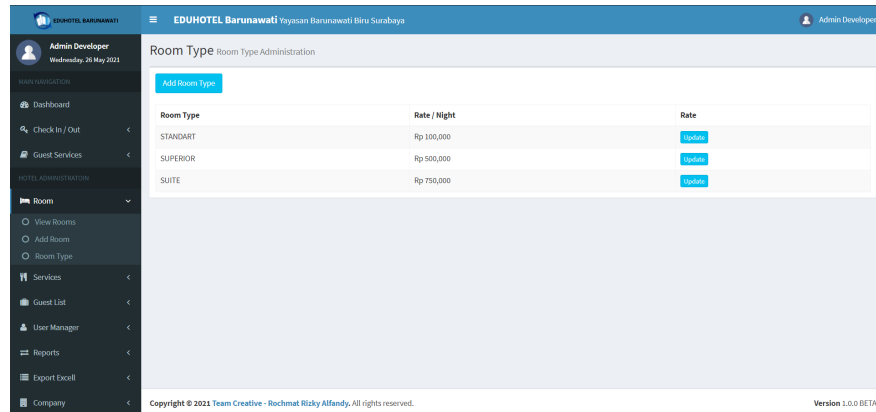 EDUHOTEL BARUNAWATI
EDUHOTEL Barunawati Yayasan Barunawati Biru Surabaya
Admin Developer
Admin Developer
Wednesday, 26 May 2021
MAIN NAVIGATION
Dashboard
Check In / Out
Guest Services
HOTEL ADMINISTRATOIN
Room
View Rooms
Add Room
Room Type
Services
Guest List
User Manager
Reports
Export Excell
Company
Room Type Room Type Administration
Add Room Type
Room Type Rate / Night Rate
STANDART Rp 100,000 Update
SUPERIOR Rp 500,000 Update
SUITE Rp 750,000 Update
Copyright © 2021 Team Creative - Rochmat Rizky Alfandy. All rights reserved.
Version 1.0.0 BETA